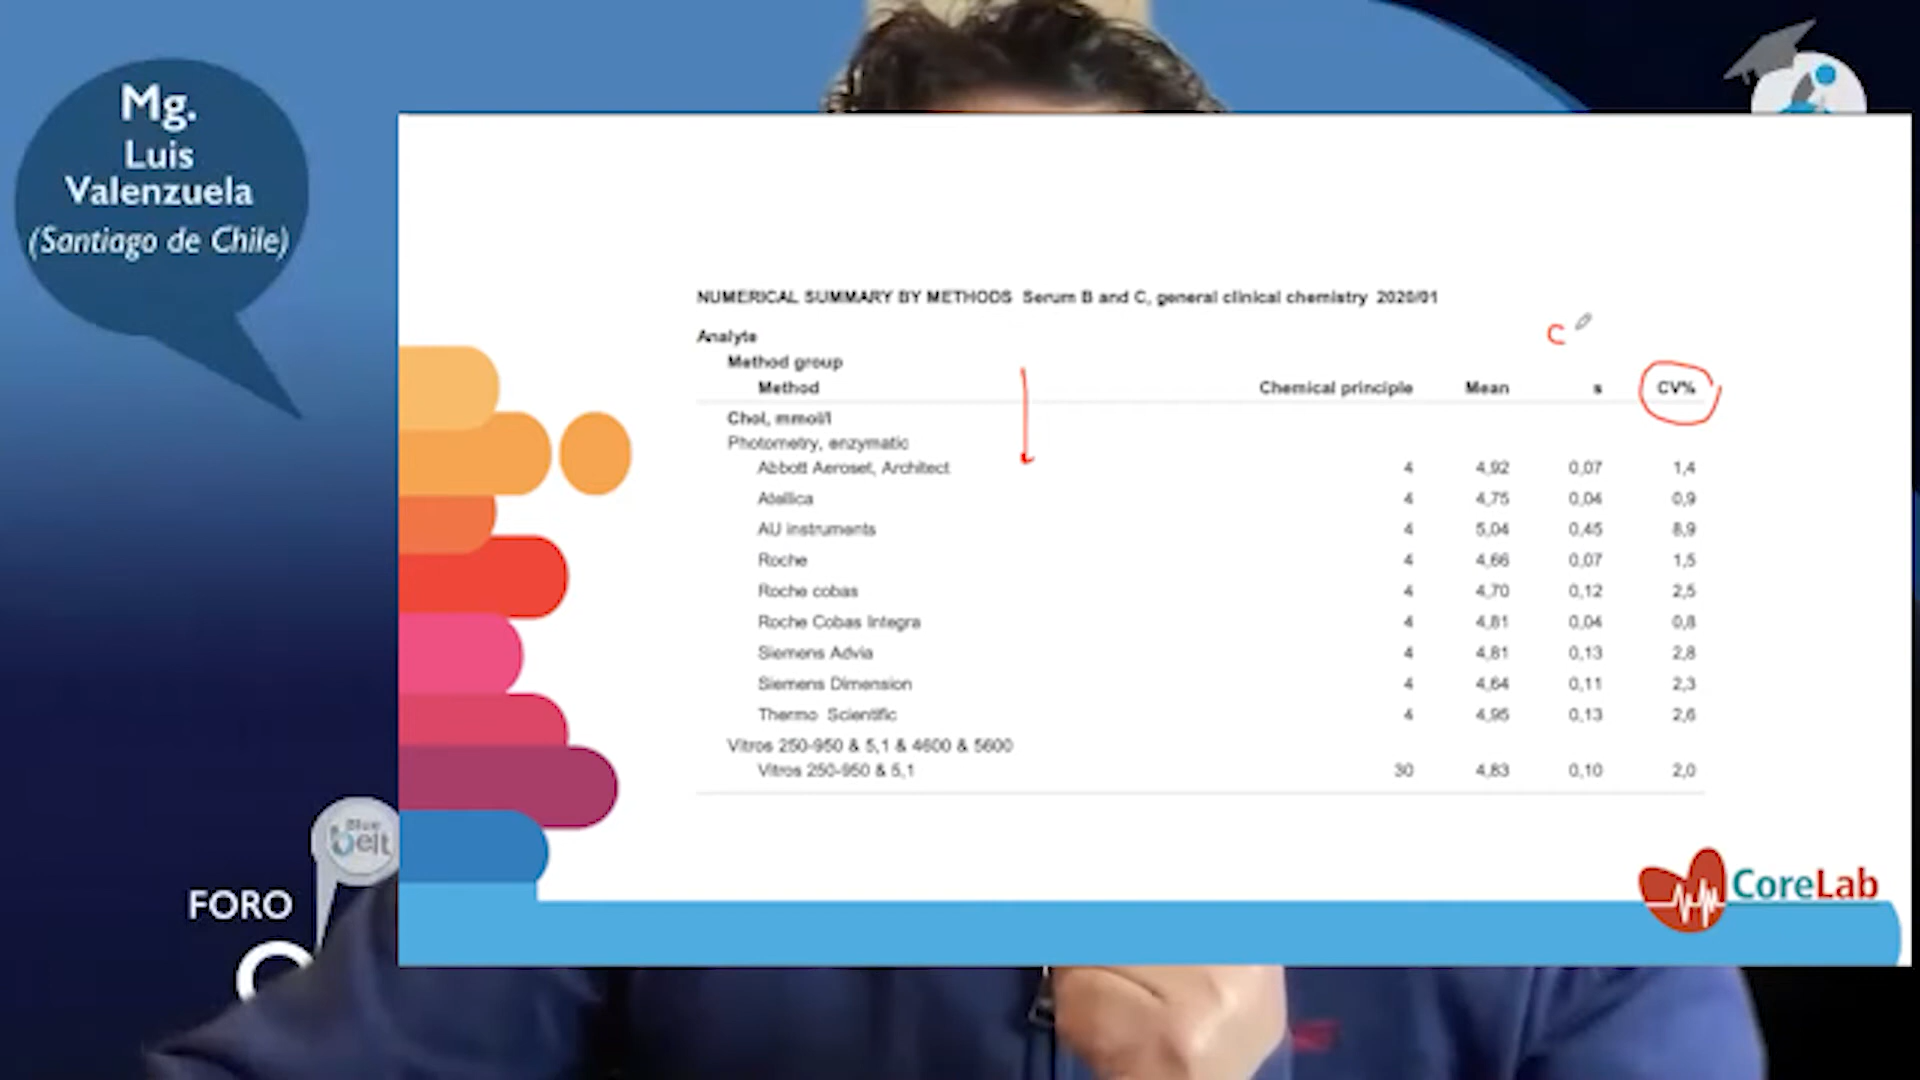 Mg.
Luis
Valenzuela
(Santiago de Chile)
NUMERICAL SUMMARY BY METHODS Serum B and C, general clinical chemistry 2020/01
C
Analyte
Method group
Method Chemical principle Mean s CV%
Chol, mmol/l
Photometry, enzymatic
Abbott Aeroset, Architect 4 4,92 0,07 1,4
Atellica 4 4,75 0,04 0,9
AU instruments 4 5,04 0,45 8,9
Roche 4 4,66 0,07 1,5
Roche cobas 4 4,70 0,12 2,5
Roche Cobas Integra 4 4,81 0,04 0,8
Siemens Advia 4 4,81 0,13 2,8
Siemens Dimension 4 4,64 0,11 2,3
Thermo Scientific 4 4,95 0,13 2,6
Vitros 250-950 & 5,1 & 4600 & 5600
Vitros 250-950 & 5,1 30 4,83 0,10 2,0
Blue
belt
FORO
CoreLab